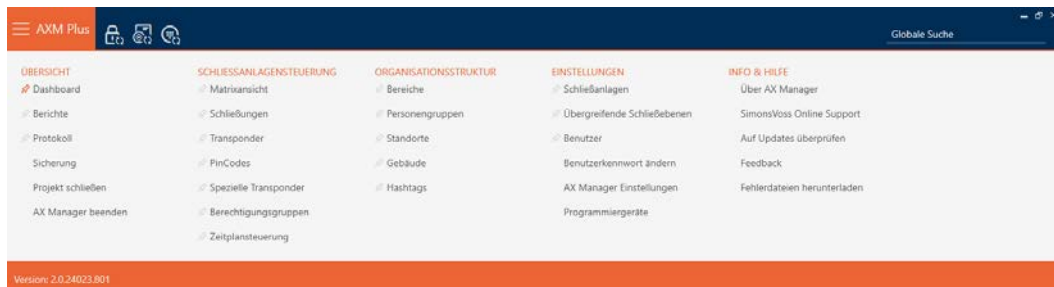 AXM Plus
Globale Suche
ÜBERSICHT
Dashboard
Berichte
Protokoll
Sicherung
Projekt schließen
AX Manager beenden
SCHLIESSANLAGENSTEUERUNG
Matrixansicht
Schließungen
Transponder
PinCodes
Spezielle Transponder
Berechtigungsgruppen
Zeitplansteuerung
ORGANISATIONSSTRUKTUR
Bereiche
Personengruppen
Standorte
Gebäude
Hashtags
EINSTELLUNGEN
Schließanlagen
Übergreifende Schließebenen
Benutzer
Benutzerkennwort ändern
AX Manager Einstellungen
Programmiergeräte
INFO & HILFE
Über AX Manager
SimonsVoss Online Support
Auf Updates überprüfen
Feedback
Fehlerdateien herunterladen
Version: 2.0.24023.801